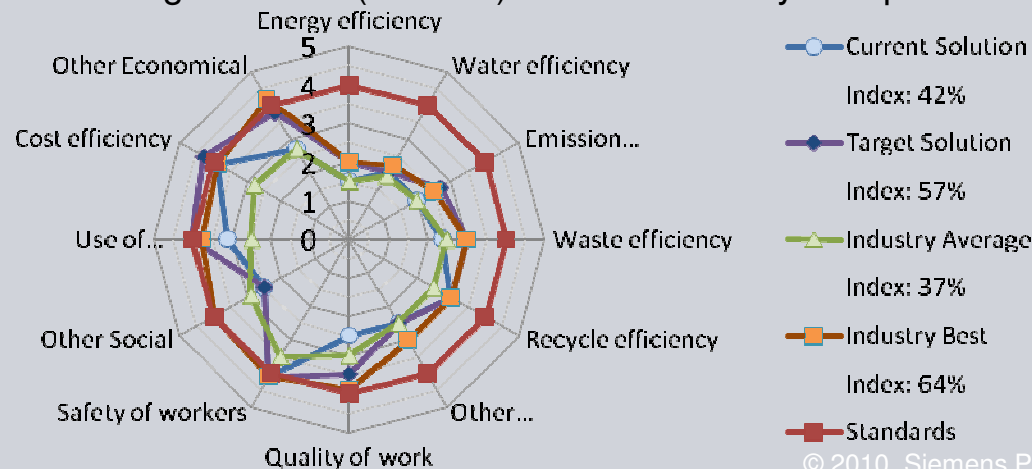 Energy efficiency
5
Other Economical
Water efficiency
4
3
Cost efficiency
Emission...
2
1
Use of...
0
Waste efficiency
Other Social
Recycle efficiency
Safety of workers
Other...
Quality of work
Current Solution
Index: 42%
Target Solution
Index: 57%
Industry Average
Index: 37%
Industry Best
Index: 64%
Standards
© 2010, Siemens